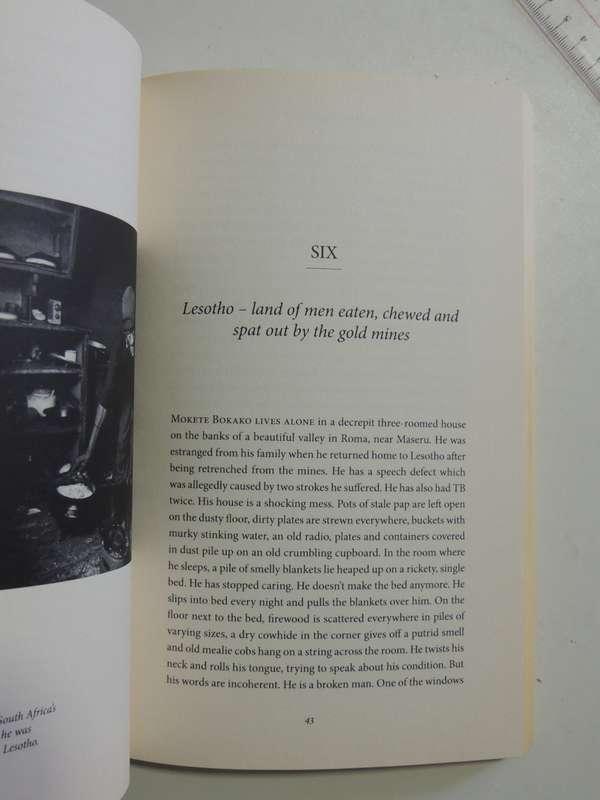 South Africa's
he was
Lesotho.
SIX
Lesotho – land of men eaten, chewed and
spat out by the gold mines
Mokete Bokako lives alone in a decrepit three-roomed house
on the banks of a beautiful valley in Roma, near Maseru. He was
estranged from his family when he returned home to Lesotho after
being retrenched from the mines. He has a speech defect which
was allegedly caused by two strokes he suffered. He has also had TB
twice. His house is a shocking mess. Pots of stale pap are left open
on the dusty floor, dirty plates are strewn everywhere, buckets with
murky stinking water, an old radio, plates and containers covered
in dust pile up on an old crumbling cupboard. In the room where
he sleeps, a pile of smelly blankets lie heaped up on a rickety, single
bed. He has stopped caring. He doesn't make the bed anymore. He
slips into bed every night and pulls the blankets over him. On the
floor next to the bed, firewood is scattered everywhere in piles of
varying sizes, a dry cowhide in the corner gives off a putrid smell
and old mealie cobs hang on a string across the room. He twists his
neck and rolls his tongue, trying to speak about his condition. But
his words are incoherent. He is a broken man. One of the windows
43